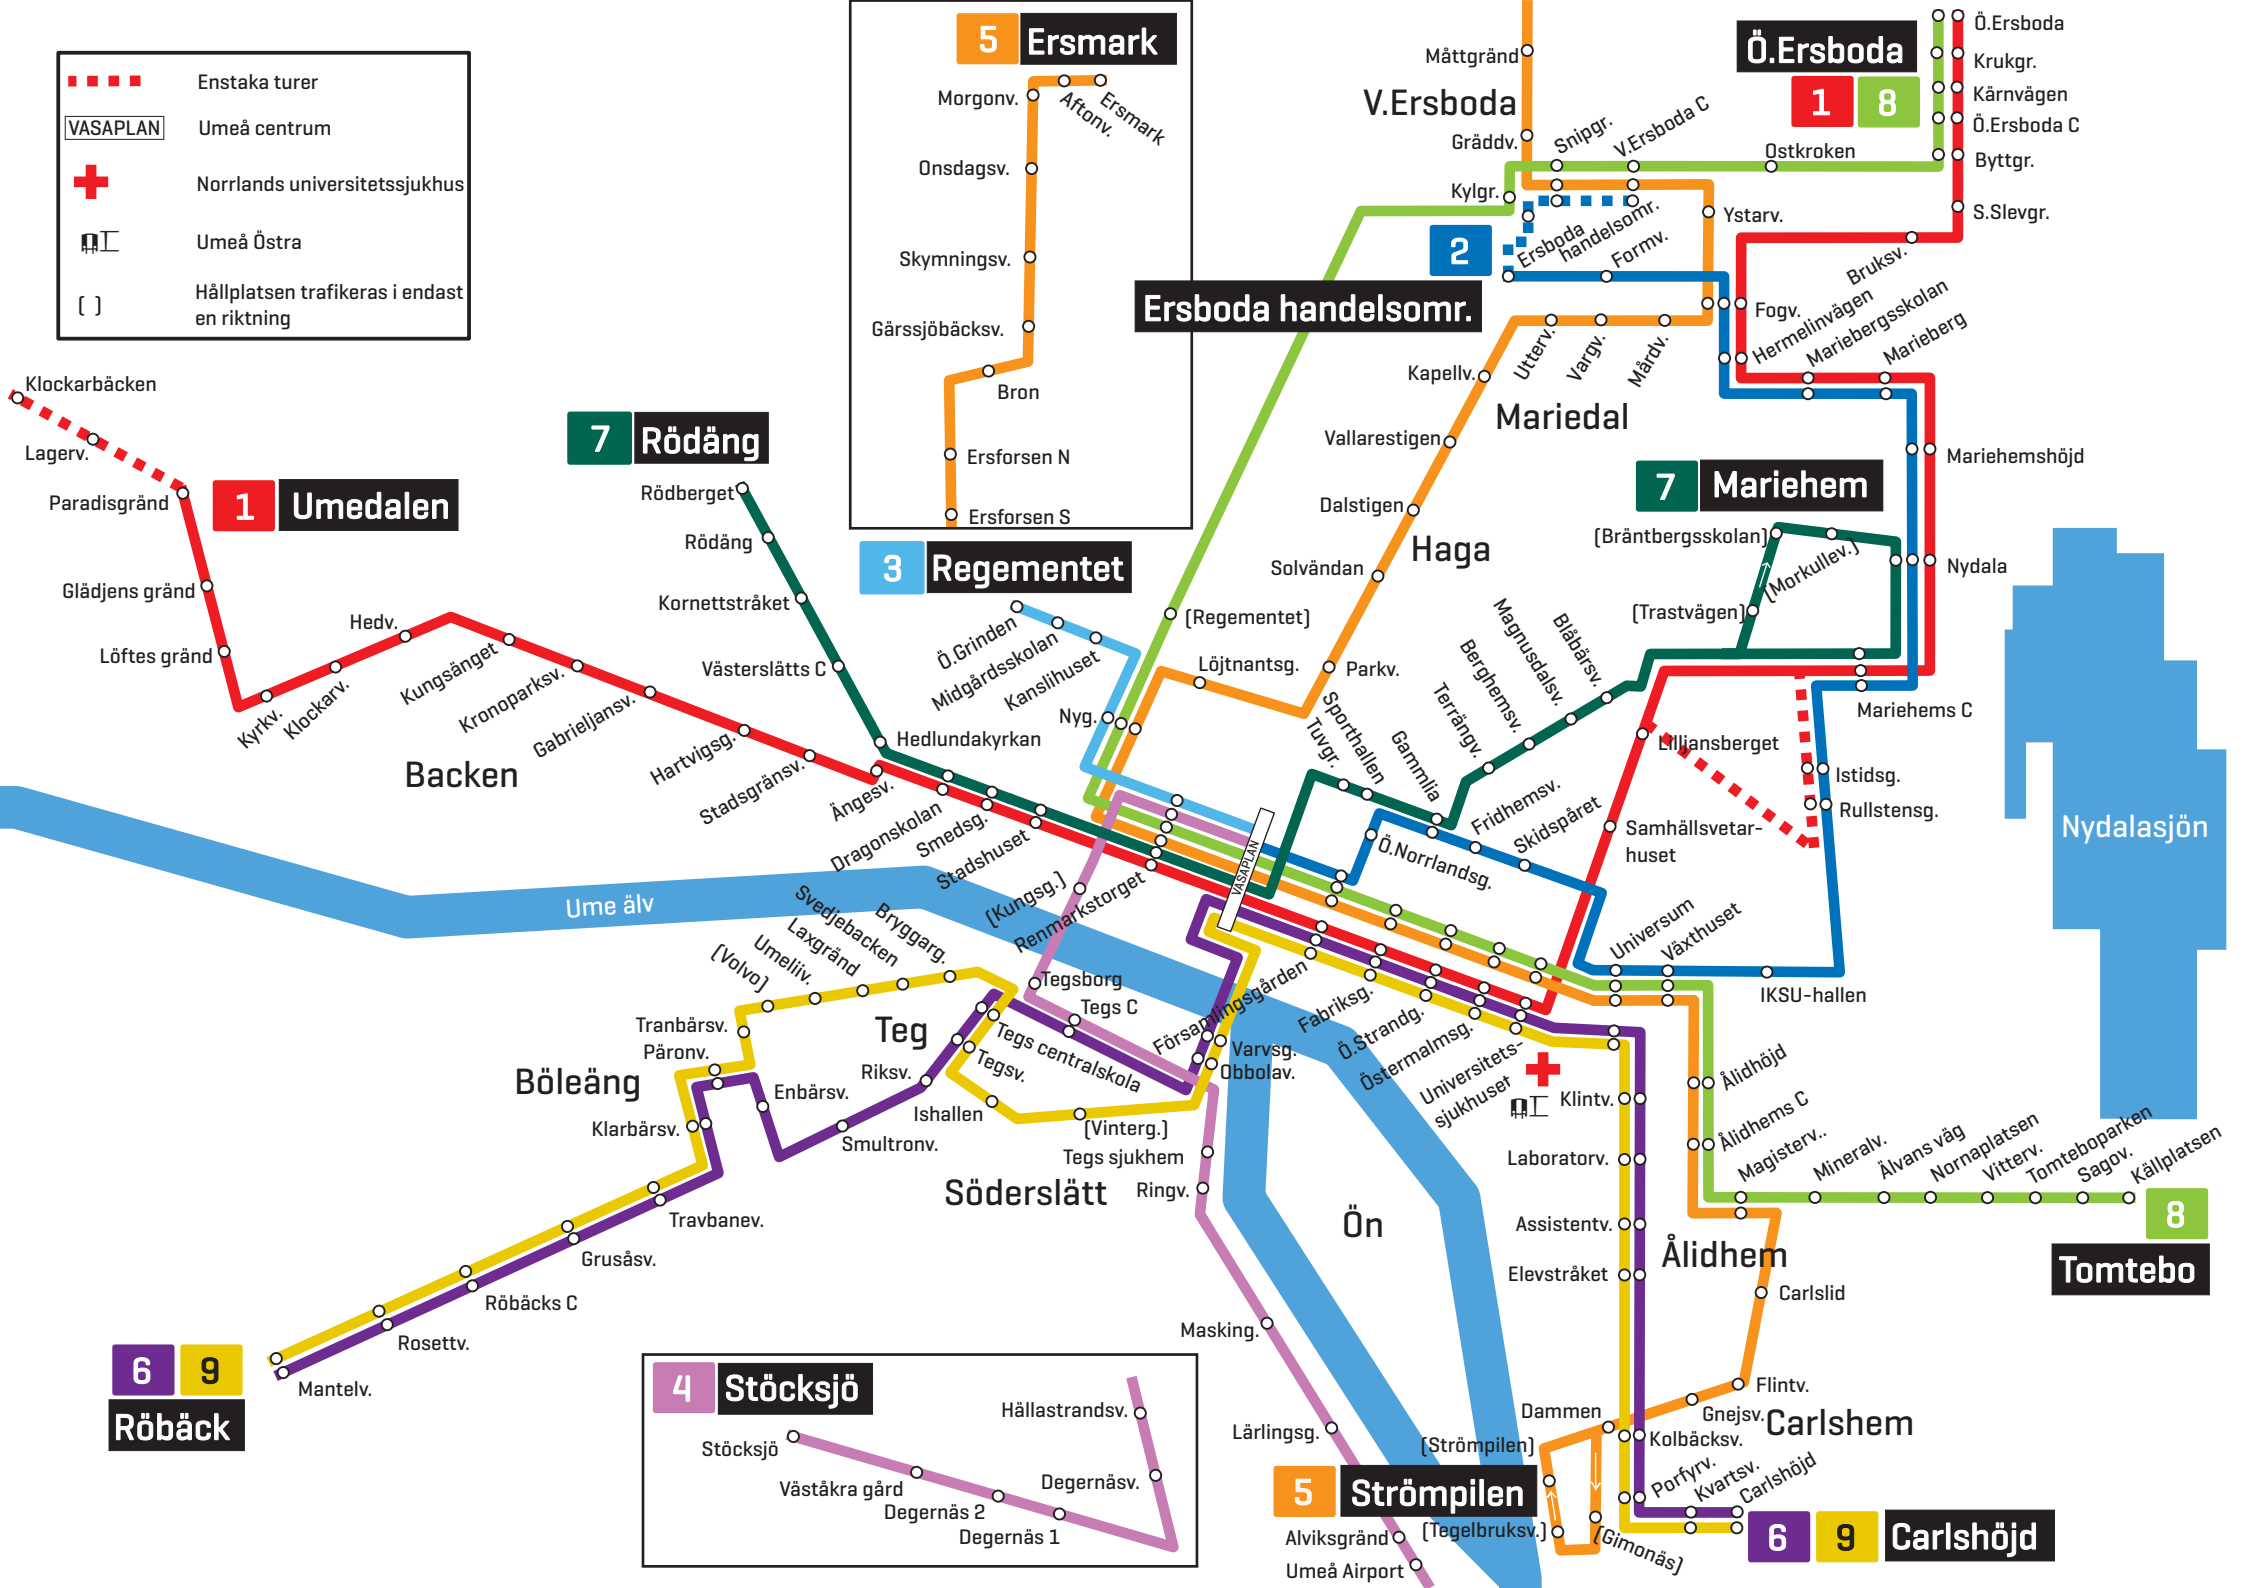 Enstaka turer
VASAPLAN
Umeå centrum
Norrlands universitetssjukhus
Umeå Östra
( )
Hållplatsen trafikeras i endast
en riktning
5 Ersmark
Morgonv.
Aftonv.
Ersmark
Onsdagsv.
Skymningsv.
Gärssjöbäcksv.
Bron
Ersforsen N
Ersforsen S
Måttgränd
V.Ersboda
Gräddv.
Snipgr.
V.Ersboda C
Ostkroken
Kylgr.
Ö.Ersboda
1 8
Ö.Ersboda
Krukgr.
Kärnvägen
Ö.Ersboda C
Byttgr.
S.Slevgr.
Ystarv.
2
Ersboda
handelsomr.
Formv.
Ersboda handelsomr.
Bruksv.
Fogv.
Hermelinvägen
Mariebergsskolan
Marieberg
Utterv.
Vargv.
Mårdv.
Kapellv.
Mariedal
Vallarestigen
Mariehemshöjd
Dalstigen
Haga
Solvändan
7 Mariehem
(Bräntbergsskolan)
(Morkullev.)
(Trastvägen)
Nydala
Nydalasjön
Klockarbäcken
Lagerv.
Paradisgränd
1 Umedalen
Glädjens gränd
Löftes gränd
Hedv.
Kyrkv.
Klockarv.
Kungsänget
Kronoparksv.
Gabrieljansv.
Hartvigsg.
Stadsgränsv.
Backen
7 Rödäng
Rödberget
Rödäng
Kornettstråket
Västerslätts C
Hedlundakyrkan
3 Regementet
Ö.Grinden
Midgårdsskolan
Kanslihuset
Nyg.
(Regementet)
Löjtnantsg.
Parkv.
Ängesv.
Dragonskolan
Smedsg.
Stadshuset
(Kungsg.)
Renmarkstorget
VASAPLAN
Tuvgr.
Sporthallen
Gammlia
Terrängv.
Berghemsv.
Magnusdalsv.
Blåbärsv.
Fridhemsv.
Skidspåret
Ö.Norrlandsg.
Mariehems C
Lilliansberget
Istidsg.
Rullstensg.
Samhällsvetar-
huset
Universum
Växthuset
IKSU-hallen
Ume älv
(Volvo)
Umeliiv.
Laxgränd
Svedjebacken
Bryggarg.
Tranbärsv.
Päronv.
Böleäng
Klarbärsv.
Enbärsv.
Smultronv.
Riksv.
Teg
Tegsborg
Tegs C
Tegs centralskola
Tegsv.
Ishallen
(Vinterg.)
Tegs sjukhem
Söderslätt
Ringv.
Varvsg.
Obbolav.
Församlingsgården
Fabriksg.
Ö.Strandg.
Östermalmsg.
Universitets-
sjukhuset
Klintv.
Laboratorv.
Assistentv.
Elevstråket
Ön
Ålidhöjd
Ålidhems C
Magisterv..
Mineralv.
Älvans väg
Nornaplatsen
Vitterv.
Tomteboparken
Sagov.
Källplatsen
8
Tomtebo
Ålidhem
Carlslid
Flintv.
Gnejsv.
Carlshem
Dammen
Kolbäcksv.
Porfyrv.
Kvartsv.
Carlshöjd
6 9 Carlshöjd
(Strömpilen)
5 Strömpilen
(Tegelbruksv.)
(Gimonäs)
Travbanev.
Grusåsv.
Röbäcks C
Rosettv.
Mantelv.
6 9
Röbäck
Masking.
Lärlingsg.
Alviksgränd
Umeå Airport
4 Stöcksjö
Stöcksjö
Väståkra gård
Degernäs 2
Degernäs 1
Degernäsv.
Hällastrandsv.